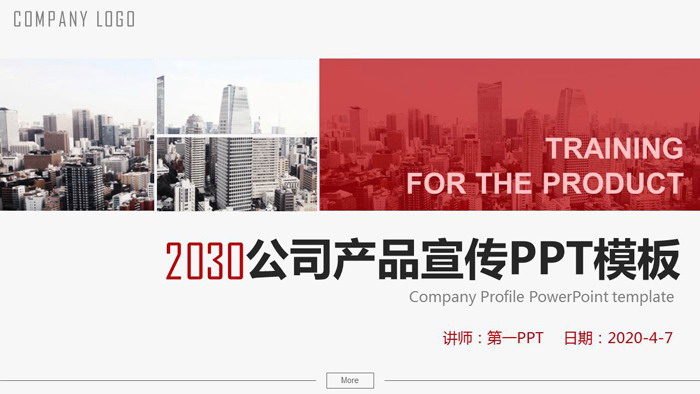 COMPANY LOGO
TRAINING
FOR THE PRODUCT
2030公司产品宣传PPT模板
Company Profile PowerPoint template
讲师：第一PPT 日期：2020-4-7
More